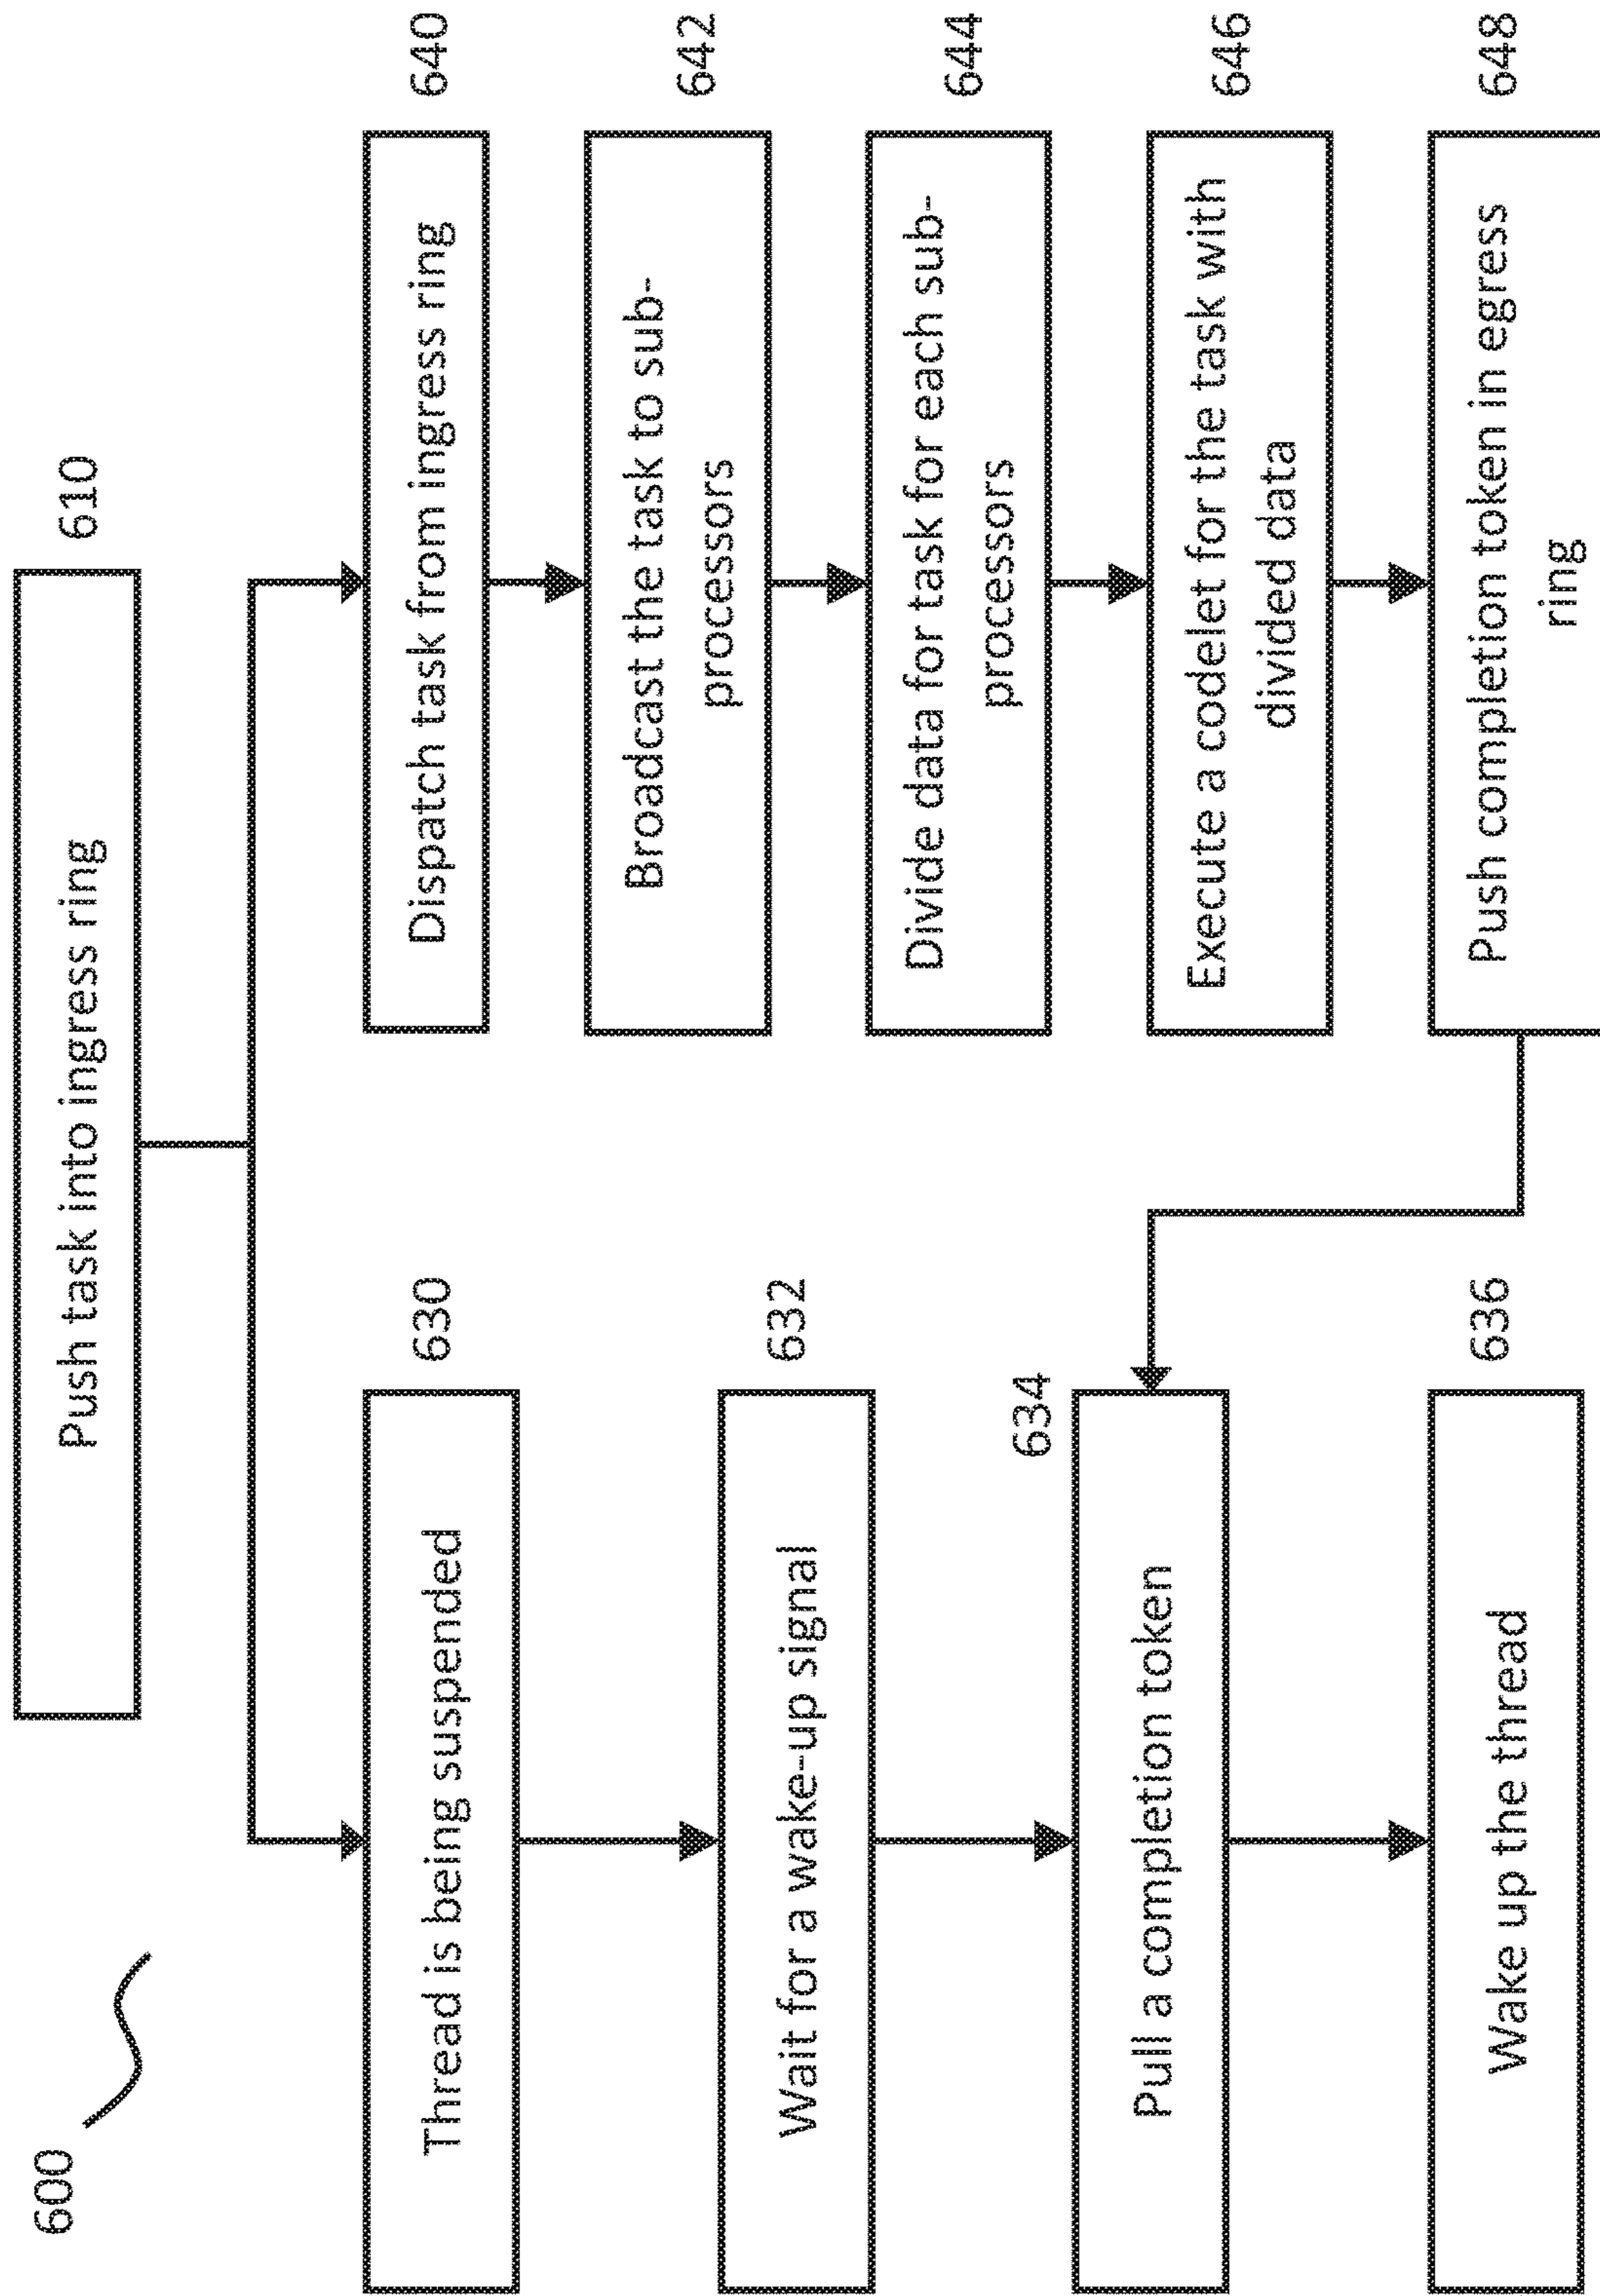 600
Push task into ingress ring
610
Thread is being suspended
630
Wait for a wake-up signal
632
Pull a completion token
634
Wake up the thread
636
Dispatch task from ingress ring
640
Broadcast the task to sub-
processors
642
Divide data for task for each sub-
processors
644
Execute a codelet for the task with
divided data
646
Push completion token in egress
ring
648